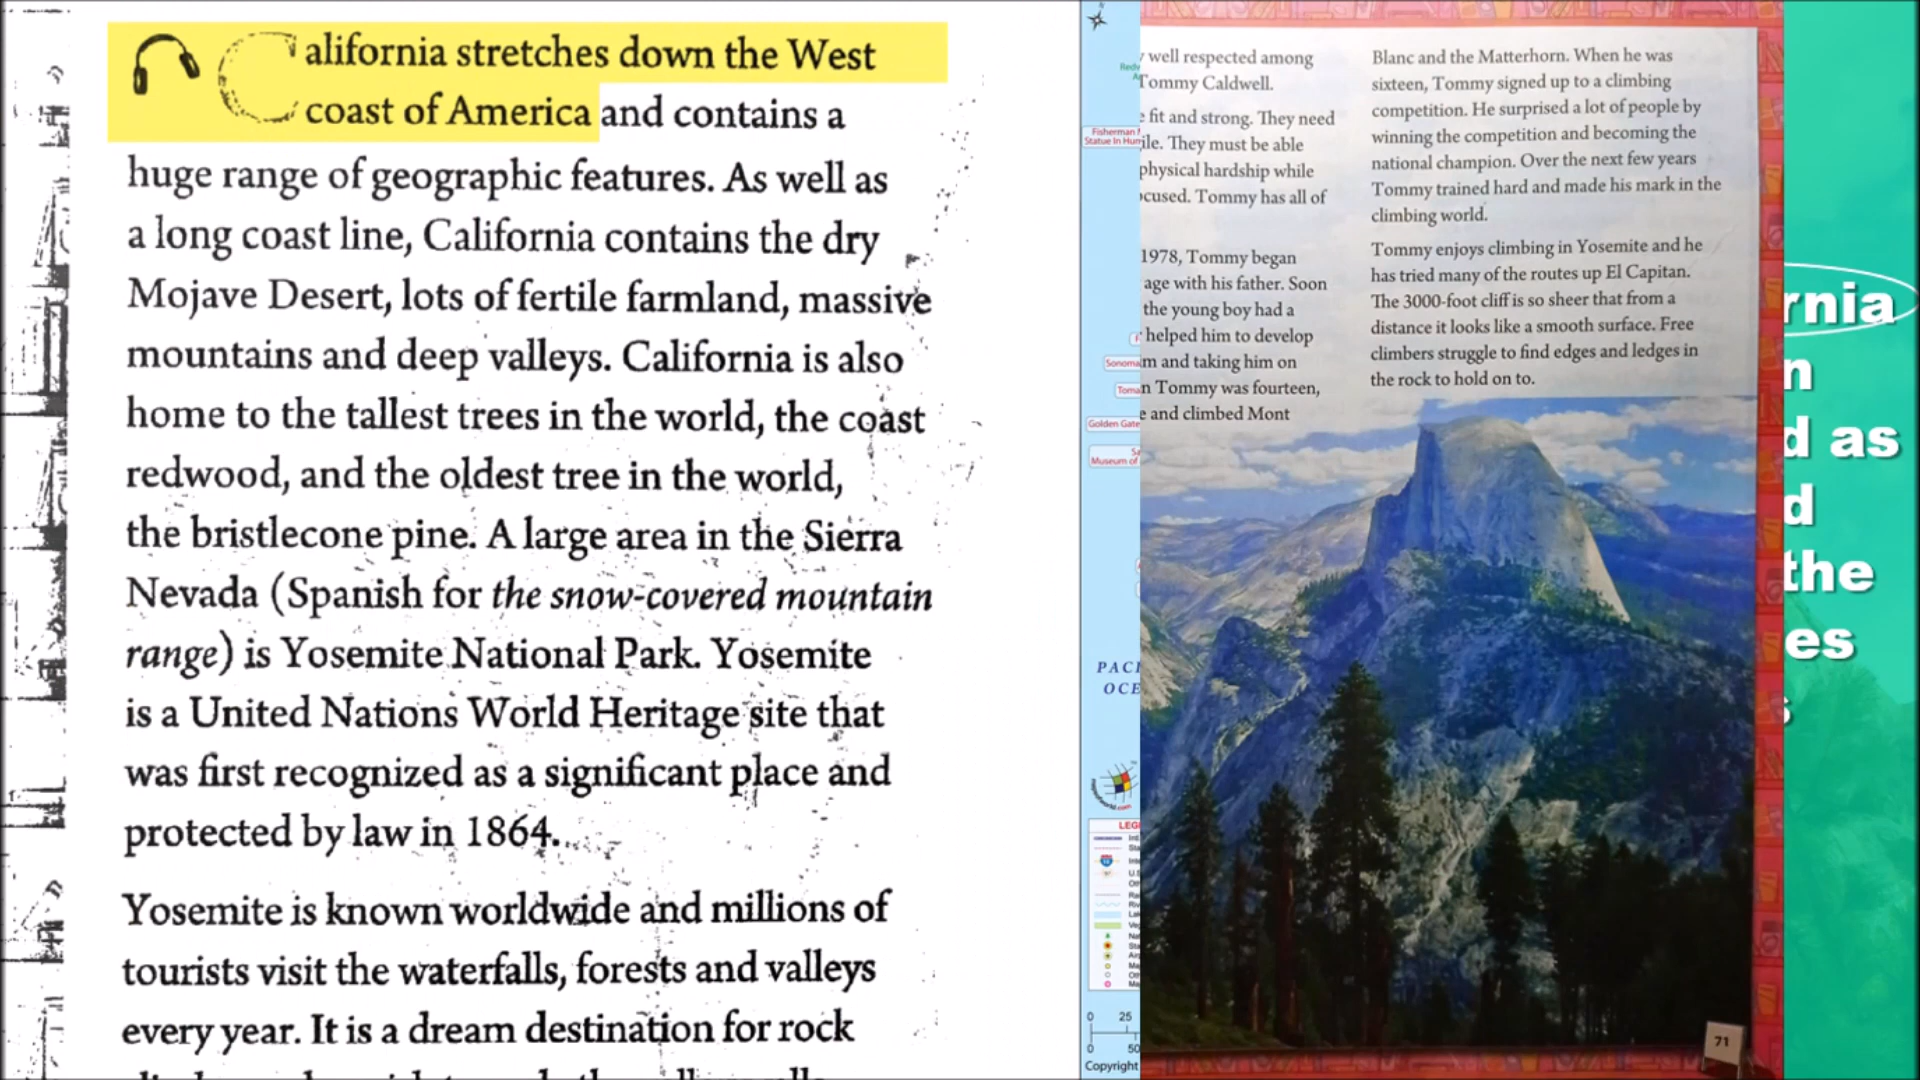 California stretches down the West
coast of America and contains a
huge range of geographic features. As well as
a long coast line, California contains the dry
Mojave Desert, lots of fertile farmland, massive
mountains and deep valleys. California is also
home to the tallest trees in the world, the coast
redwood, and the oldest tree in the world,
the bristlecone pine. A large area in the Sierra
Nevada (Spanish for the snow-covered mountain
range) is Yosemite National Park. Yosemite
is a United Nations World Heritage site that
was first recognized as a significant place and
protected by law in 1864.
Yosemite is known worldwide and millions of
tourists visit the waterfalls, forests and valleys
every year. It is a dream destination for rock
Fisherman
Statue In
Golden Gate
Museum of
PACI
OCE
0 25
0 50
Copyright
well respected among
Tommy Caldwell.
fit and strong. They need
They must be able
physical hardship while
Tommy has all of
1978, Tommy began
age with his father. Soon
the young boy had a
helped him to develop
and taking him on
Tommy was fourteen,
and climbed Mont
Blanc and the Matterhorn. When he was
sixteen, Tommy signed up to a climbing
competition. He surprised a lot of people by
winning the competition and becoming the
national champion. Over the next few years
Tommy trained hard and made his mark in the
climbing world.
Tommy enjoys climbing in Yosemite and he
has tried many of the routes up El Capitan.
The 3000-foot cliff is so sheer that from a
distance it looks like a smooth surface. Free
climbers struggle to find edges and ledges in
the rock to hold on to.
71
rnia
n
d as
d
the
es
s